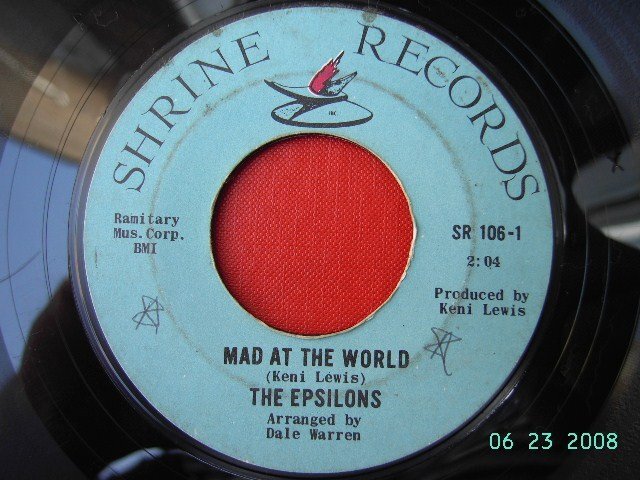 SHRINE RECORDS
INC.
Ramitary
Mus. Corp.
BMI
SR 106-1
2:04
Produced by
Keni Lewis
MAD AT THE WORLD
(Keni Lewis)
THE EPSILONS
Arranged by
Dale Warren
06 23 2008